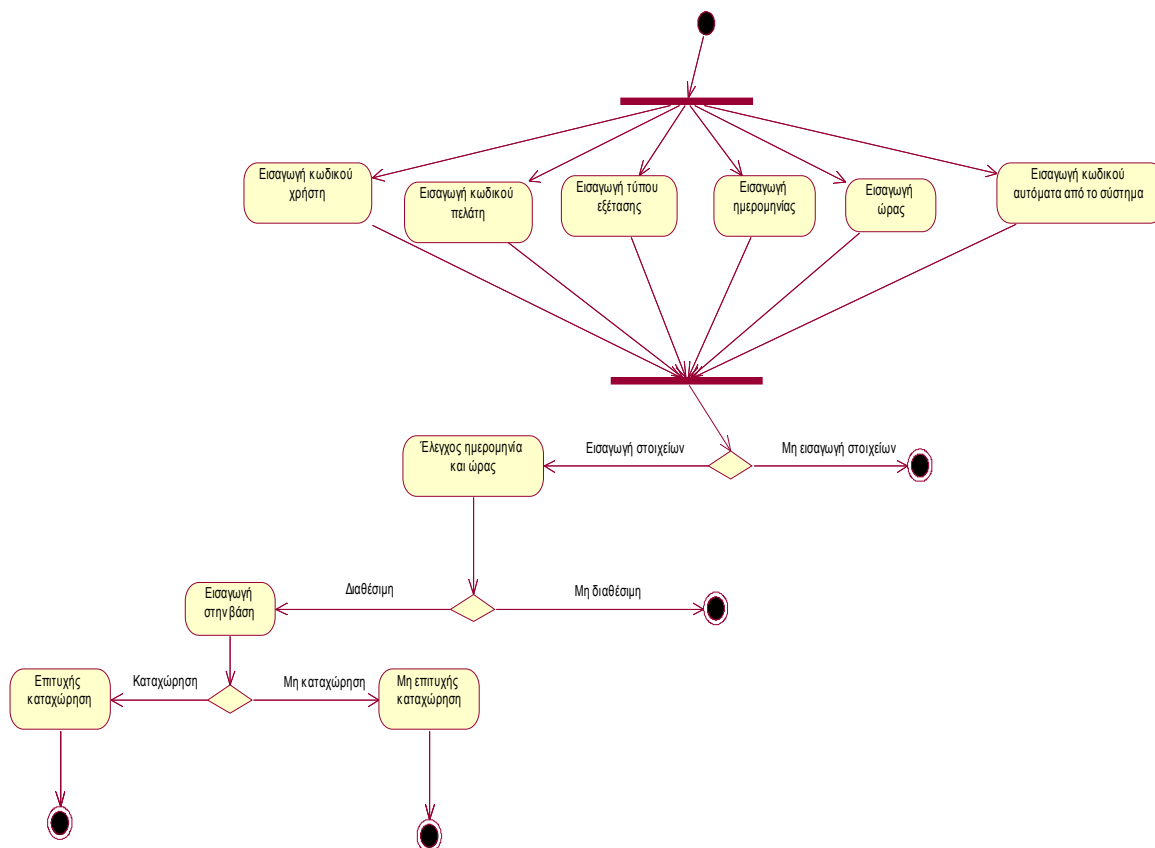 Εισαγωγή κωδικού
χρήστη
Εισαγωγή κωδικού
πελάτη
Εισαγωγή τύπου
εξέτασης
Εισαγωγή
ημερομηνίας
Εισαγωγή
ώρας
Εισαγωγή κωδικού
αυτόματα από το σύστημα
Έλεγχος ημερομηνία
και ώρας
Εισαγωγή στοιχείων
Μη εισαγωγή στοιχείων
Εισαγωγή
στην βάση
Διαθέσιμη
Μη διαθέσιμη
Επιτυχής
καταχώρηση
Καταχώρηση
Μη καταχώρηση
Μη επιτυχής
καταχώρηση